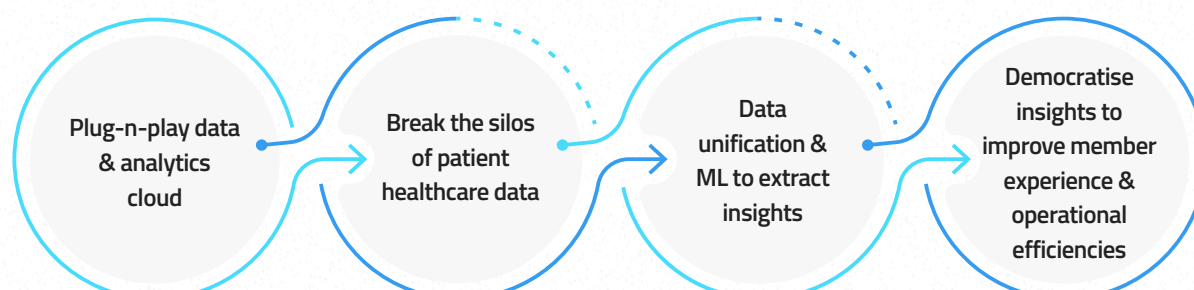 Plug-n-play data
& analytics
cloud
Break the silos
of patient
healthcare data
Data
unification &
ML to extract
insights
Democratise
insights to
improve member
experience &
operational
efficiencies